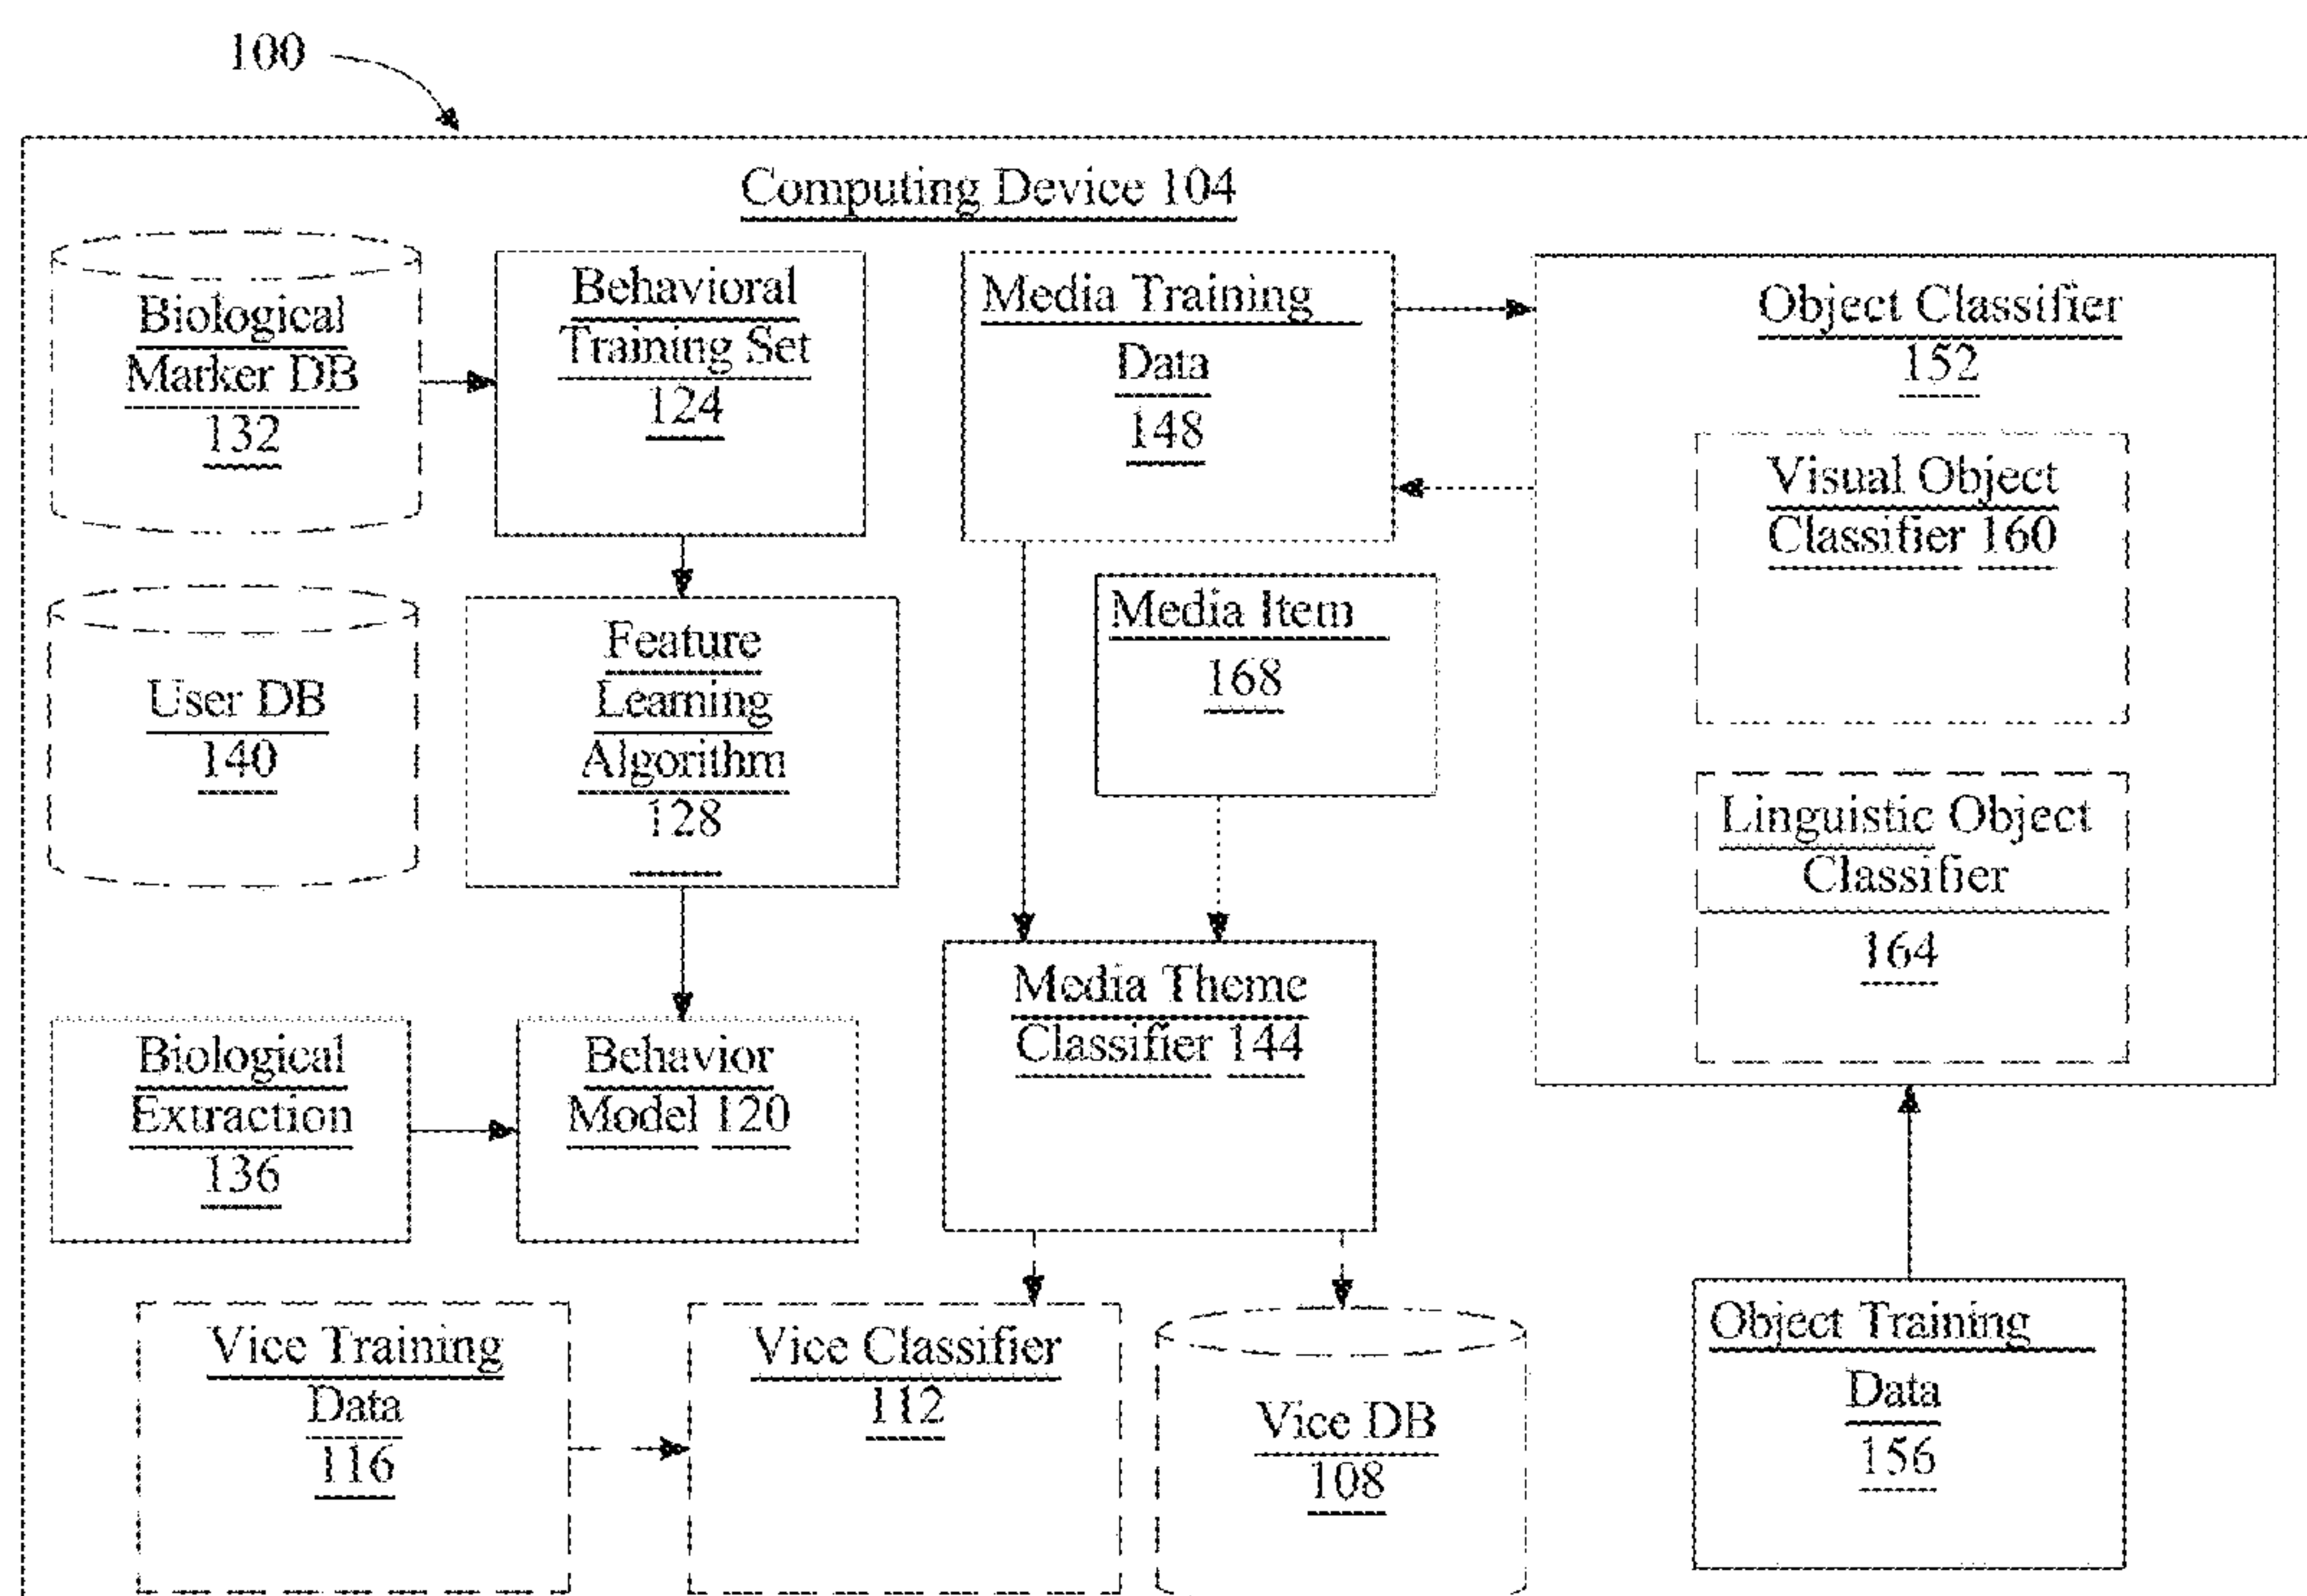 100
Computing Device 104
Biological
Marker DB
132
Behavioral
Training Set
124
Media Training
Data
148
Object Classifier
152
Visual Object
Classifier 160
Linguistic Object
Classifier
164
User DB
140
Feature
Learning
Algorithm
128
Media Item
168
Biological
Extraction
136
Behavior
Model 120
Media Theme
Classifier 144
Vice Training
Data
116
Vice Classifier
112
Vice DB
108
Object Training
Data
156